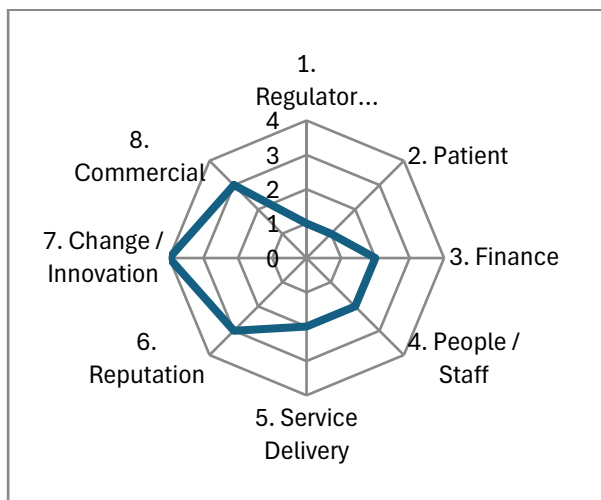 1.
Regulator...
2. Patient
3. Finance
4. People /
Staff
5. Service
Delivery
6.
Reputation
7. Change /
Innovation
8.
Commercial
4
3
2
1
0